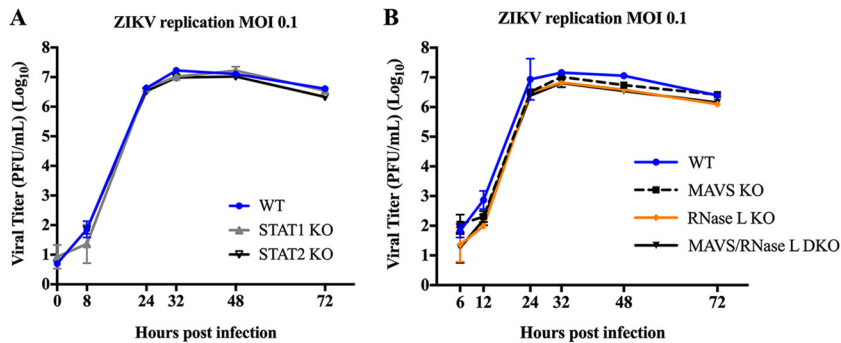 A
ZIKV replication MOI 0.1
Viral Titer (PFU/mL) (Log10)
8
7
6
5
4
3
2
1
0
WT
STAT1 KO
STAT2 KO
0 8 24 32 48 72
Hours post infection
B
ZIKV replication MOI 0.1
Viral Titer (PFU/mL) (Log10)
8
7
6
5
4
3
2
1
0
WT
MAVS KO
RNase L KO
MAVS/RNase L DKO
6 12 24 32 48 72
Hours post infection